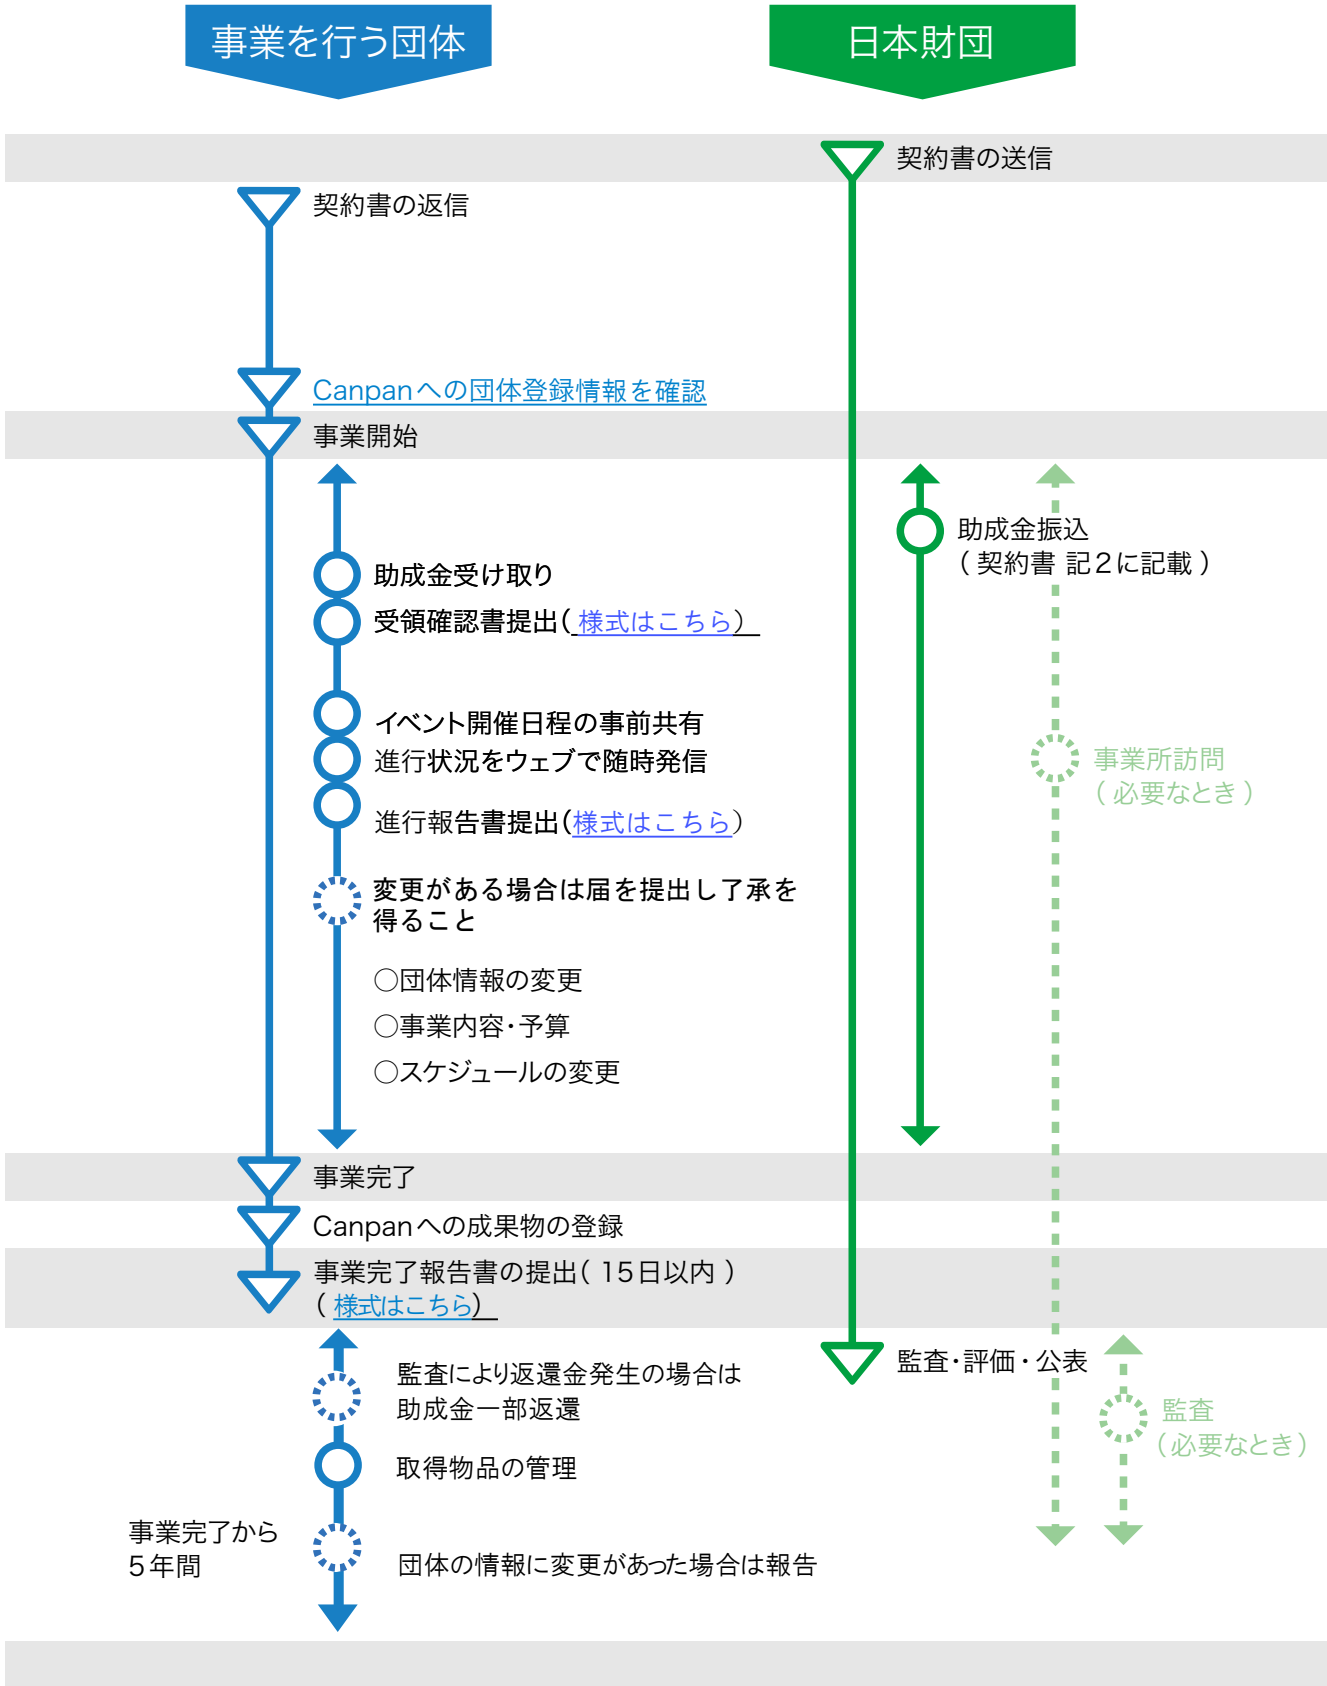 事業を行う団体
日本財団
契約書の送信
契約書の返信
Canpanへの団体登録情報を確認
事業開始
助成金振込
（契約書 記2に記載）
助成金受け取り
受領確認書提出（様式はこちら）
イベント開催日程の事前共有
進行状況をウェブで随時発信
事業所訪問
（必要なとき）
進行報告書提出（様式はこちら）
変更がある場合は届を提出し了承を
得ること
○団体情報の変更
○事業内容・予算
○スケジュールの変更
事業完了
Canpanへの成果物の登録
事業完了報告書の提出（15日以内）
（様式はこちら）
監査・評価・公表
監査により返還金発生の場合は
助成金一部返還
監査
（必要なとき）
取得物品の管理
事業完了から
5年間
団体の情報に変更があった場合は報告